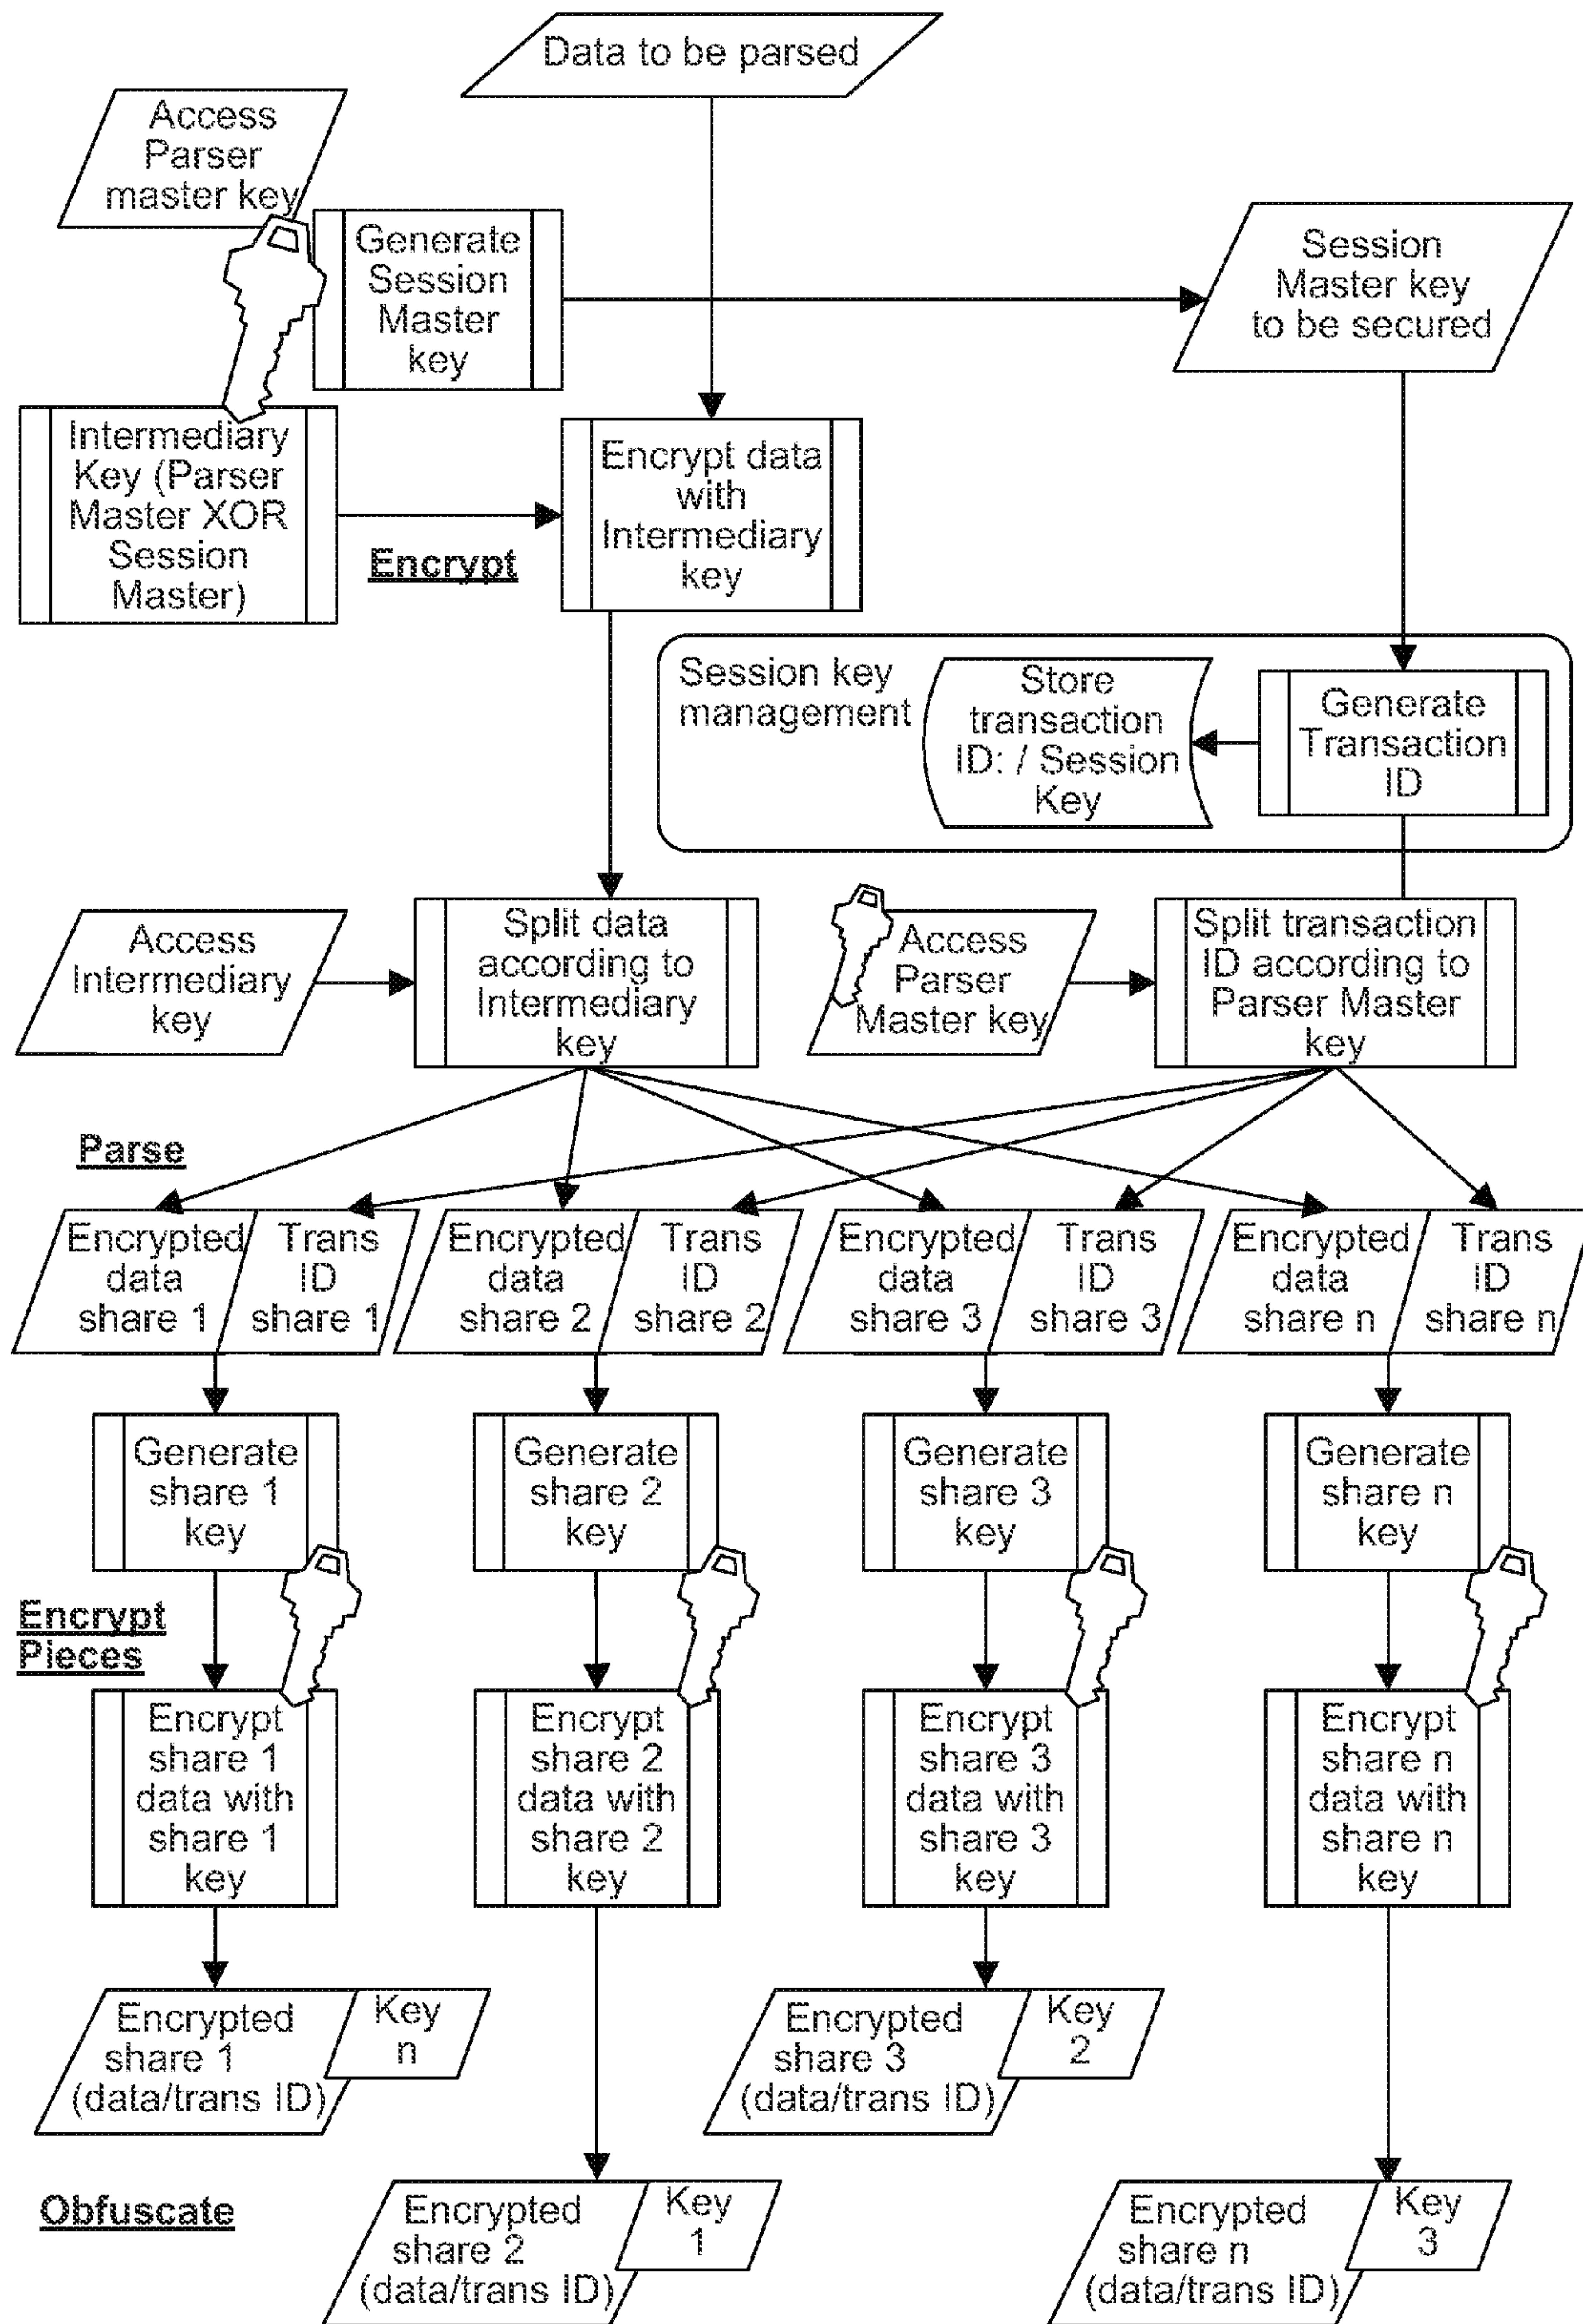 Data to be parsed
Access
Parser
master key
Generate
Session
Master
key
Session
Master key
to be secured
Intermediary
Key (Parser
Master XOR
Session
Master)
Encrypt
Encrypt data
with
Intermediary
key
Session key
management
Store
transaction
ID: / Session
Key
Generate
Transaction
ID
Access
Intermediary
key
Split data
according to
Intermediary
key
Access
Parser
Master key
Split transaction
ID according to
Parser Master
key
Parse
Encrypted
data
share 1
Trans
ID
share 1
Encrypted
data
share 2
Trans
ID
share 2
Encrypted
data
share 3
Trans
ID
share 3
Encrypted
data
share n
Trans
ID
share n
Generate
share 1
key
Generate
share 2
key
Generate
share 3
key
Generate
share n
key
Encrypt
Pieces
Encrypt
share 1
data with
share 1
key
Encrypt
share 2
data with
share 2
key
Encrypt
share 3
data with
share 3
key
Encrypt
share n
data with
share n
key
Encrypted
share 1
(data/trans ID)
Key
n
Encrypted
share 3
(data/trans ID)
Key
2
Obfuscate
Encrypted
share 2
(data/trans ID)
Key
1
Encrypted
share n
(data/trans ID)
Key
3